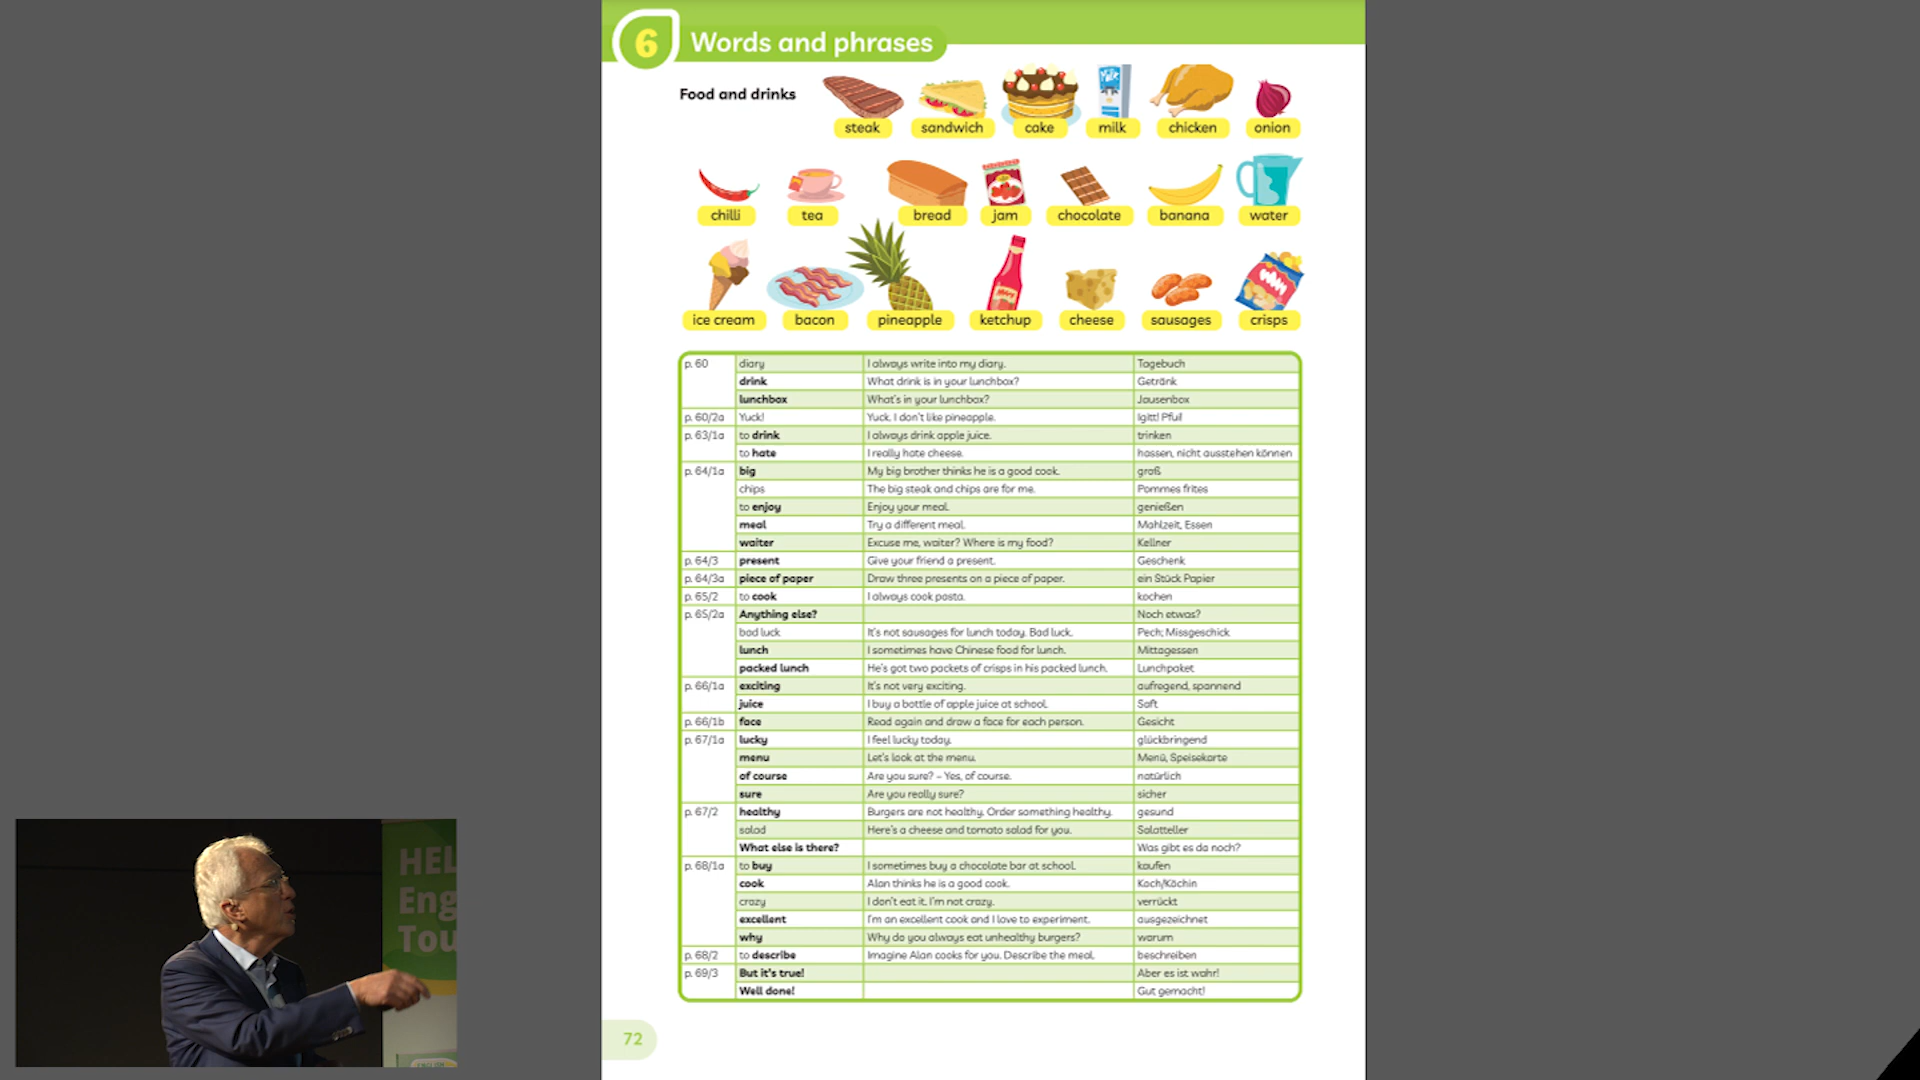 6 Words and phrases
Food and drinks
steak sandwich cake milk chicken onion
chilli tea bread jam chocolate banana water
ice cream bacon pineapple ketchup cheese sausages crisps
p. 60 diary I always write into my diary. Tagebuch
drink What drink is in your lunchbox? Getränk
lunchbox What's in your lunchbox? Jausenbox
p. 60/2a Yuck! Yuck, I don't like pineapple. Igitt! Pfui!
p. 63/1a to drink I always drink apple juice. trinken
to hate I really hate cheese. hassen, nicht ausstehen können
p. 64/1a big My big brother thinks he is a good cook. groß
chips The big steak and chips are for me. Pommes frites
to enjoy Enjoy your meal. genießen
meal Try a different meal. Mahlzeit, Essen
waiter Excuse me, waiter? Where is my food? Kellner
p. 64/3 present Give your friend a present. Geschenk
p. 64/3a piece of paper Draw three presents on a piece of paper. ein Stück Papier
p. 65/2 to cook I always cook pasta. kochen
p. 65/2a Anything else? Noch etwas?
bad luck It's not sausages for lunch today. Bad luck. Pech; Missgeschick
lunch I sometimes have Chinese food for lunch. Mittagessen
packed lunch He's got two packets of crisps in his packed lunch. Lunchpaket
p. 66/1a exciting It's not very exciting. aufregend, spannend
juice I buy a bottle of apple juice at school. Saft
p. 66/1b face Read again and draw a face for each person. Gesicht
p. 67/1a lucky I feel lucky today. glückbringend
menu Let's look at the menu. Menü, Speisekarte
of course Are you sure? – Yes, of course. natürlich
sure Are you really sure? sicher
p. 67/2 healthy Burgers are not healthy. Order something healthy. gesund
salad Here's a cheese and tomato salad for you. Salatteller
What else is there? Was gibt es da noch?
p. 68/1a to buy I sometimes buy a chocolate bar at school. kaufen
cook Alan thinks he is a good cook. Koch/Köchin
crazy I don't eat it, I'm not crazy. verrückt
excellent I'm an excellent cook and I love to experiment. ausgezeichnet
why Why do you always eat unhealthy burgers? warum
p. 68/2 to describe Imagine Alan cooks for you. Describe the meal. beschreiben
p. 69/3 But it's true! Aber es ist wahr!
Well done! Gut gemacht!
72
HEL
Eng
Tou